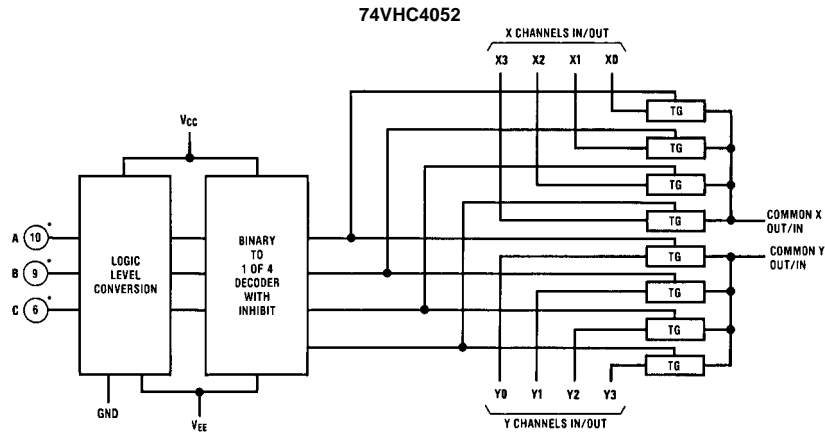 74VHC4052
X CHANNELS IN/OUT
X3 X2 X1 X0
TG
TG
TG
TG
COMMON X
OUT/IN
TG
COMMON Y
OUT/IN
TG
TG
TG
VCC
A 10 *
B 9 *
C 6 *
LOGIC
LEVEL
CONVERSION
BINARY
TO
1 OF 4
DECODER
WITH
INHIBIT
GND
VEE
Y0 Y1 Y2 Y3
Y CHANNELS IN/OUT